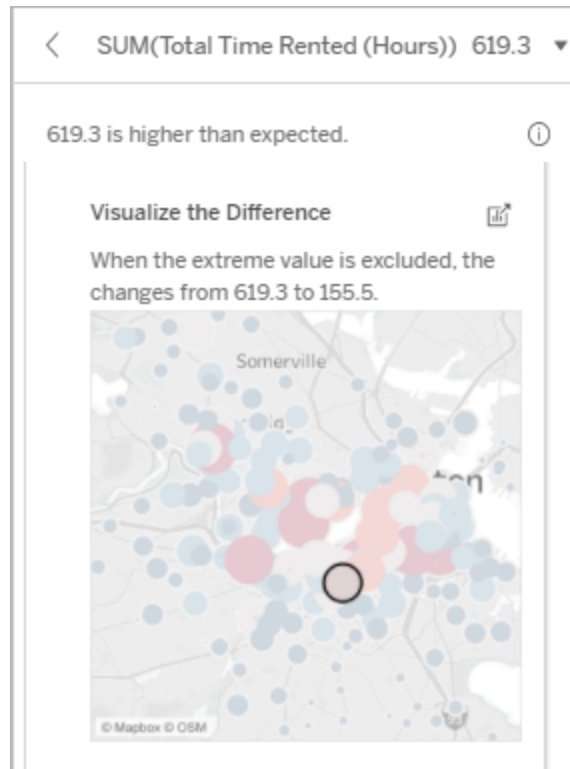 SUM(Total Time Rented (Hours)) 619.3
619.3 is higher than expected.
Visualize the Difference
When the extreme value is excluded, the
changes from 619.3 to 155.5.
Somerville
ton
© Mapbox © OSM